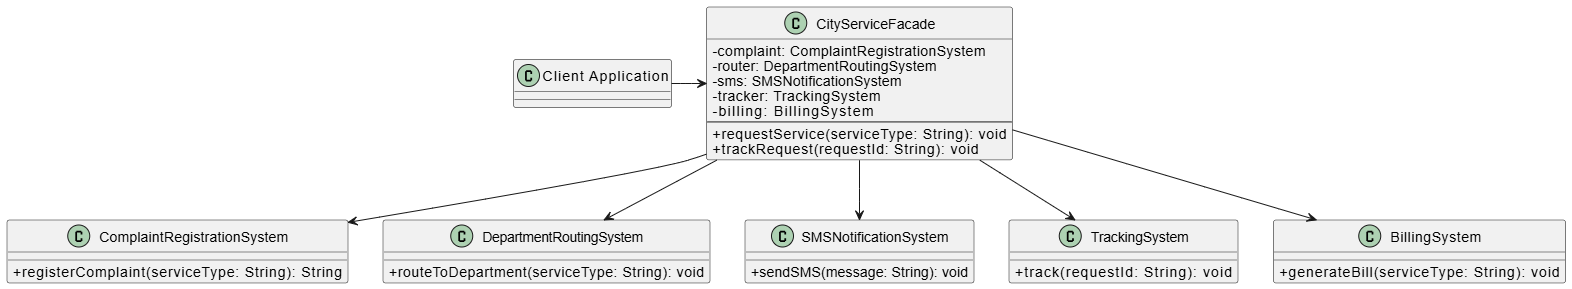 C CityServiceFacade
-complaint: ComplaintRegistrationSystem
-router: DepartmentRoutingSystem
-sms: SMSNotificationSystem
-tracker: TrackingSystem
-billing: BillingSystem
+requestService(serviceType: String): void
+trackRequest(requestId: String): void
C Client Application
C ComplaintRegistrationSystem
+registerComplaint(serviceType: String): String
C DepartmentRoutingSystem
+routeToDepartment(serviceType: String): void
C SMSNotificationSystem
+sendSMS(message: String): void
C TrackingSystem
+track(requestId: String): void
C BillingSystem
+generateBill(serviceType: String): void